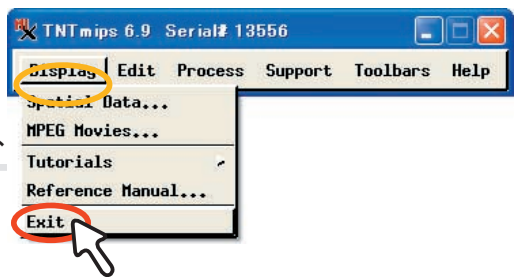 TNTmips 6.9 Serial# 13556
Display Edit Process Support Toolbars Help
Spatial Data...
MPEG Movies...
Tutorials
Reference Manual...
Exit